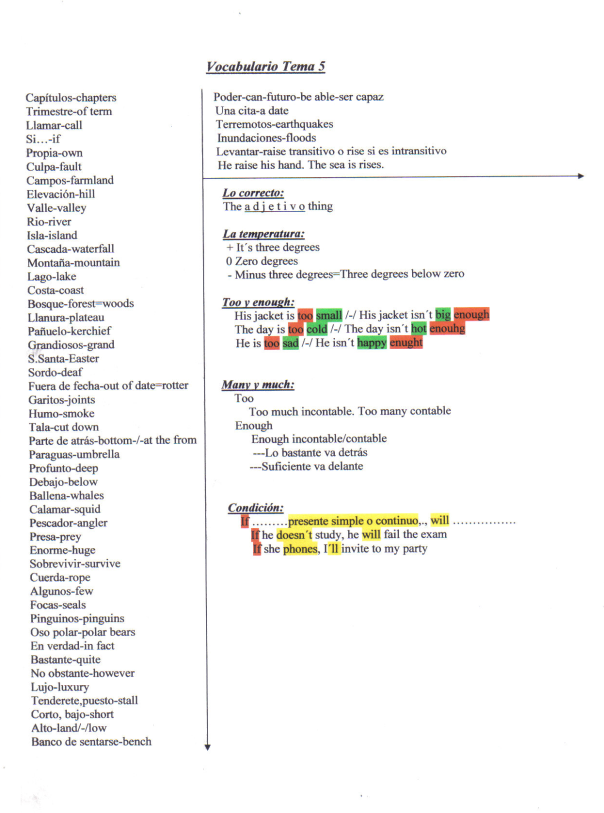 Vocabulario Tema 5
Capítulos-chapters
Trimestre-of term
Llamar-call
Si...-if
Propia-own
Culpa-fault
Campos-farmland
Elevación-hill
Valle-valley
Rio-river
Isla-island
Cascada-waterfall
Montaña-mountain
Lago-lake
Costa-coast
Bosque-forest=woods
Llanura-plateau
Pañuelo-kerchief
Grandiosos-grand
S.Santa-Easter
Sordo-deaf
Fuera de fecha-out of date=rotter
Garitos-joints
Humo-smoke
Tala-cut down
Parte de atrás-bottom-/-at the from
Paraguas-umbrella
Profunto-deep
Debajo-below
Ballena-whales
Calamar-squid
Pescador-angler
Presa-prey
Enorme-huge
Sobrevivir-survive
Cuerda-rope
Algunos-few
Focas-seals
Pinguinos-pinguins
Oso polar-polar bears
En verdad-in fact
Bastante-quite
No obstante-however
Lujo-luxury
Tenderete,puesto-stall
Corto, bajo-short
Alto-land/-/low
Banco de sentarse-bench
Poder-can-futuro-be able-ser capaz
Una cita-a date
Terremotos-earthquakes
Inundaciones-floods
Levantar-raise transitivo o rise si es intransitivo
He raise his hand. The sea is rises.
Lo correcto:
The a d j e t i v o thing
La temperatura:
+ It´s three degrees
0 Zero degrees
- Minus three degrees=Three degrees below zero
Too y enough:
His jacket is too small /-/ His jacket isn´t big enough
The day is too cold /-/ The day isn´t hot enouhg
He is too sad /-/ He isn´t happy enught
Many y much:
Too
Too much incontable. Too many contable
Enough
Enough incontable/contable
---Lo bastante va detrás
---Suficiente va delante
Condición:
If .........presente simple o continuo,., will ................
If he doesn´t study, he will fail the exam
If she phones, I´ll invite to my party